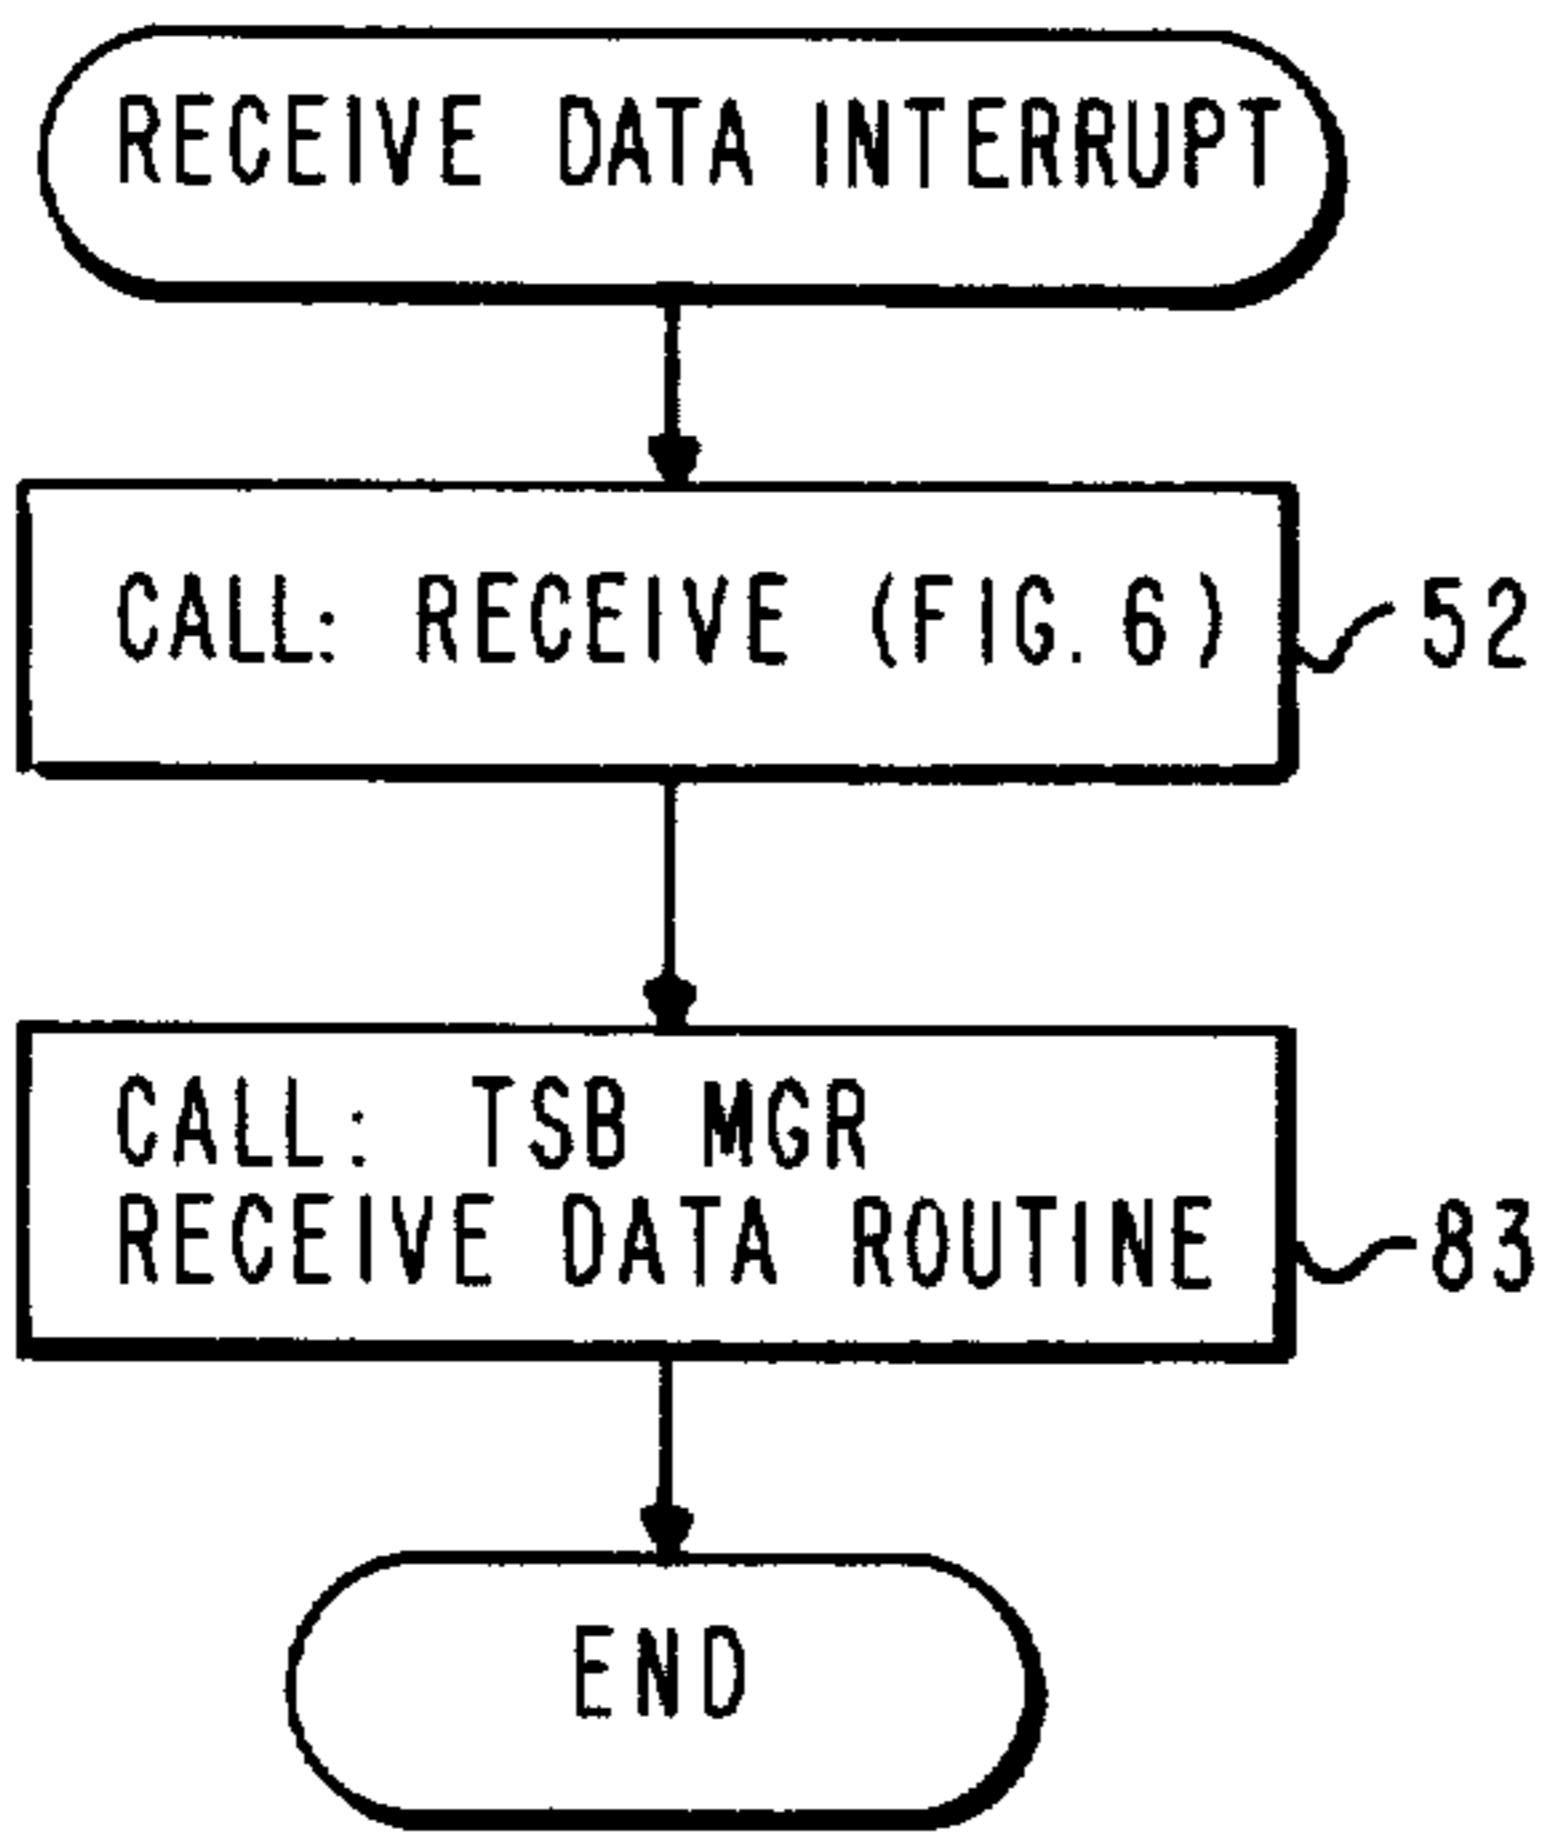 RECEIVE DATA INTERRUPT
CALL: RECEIVE (FIG. 6)
52
CALL: TSB MGR
RECEIVE DATA ROUTINE
83
END